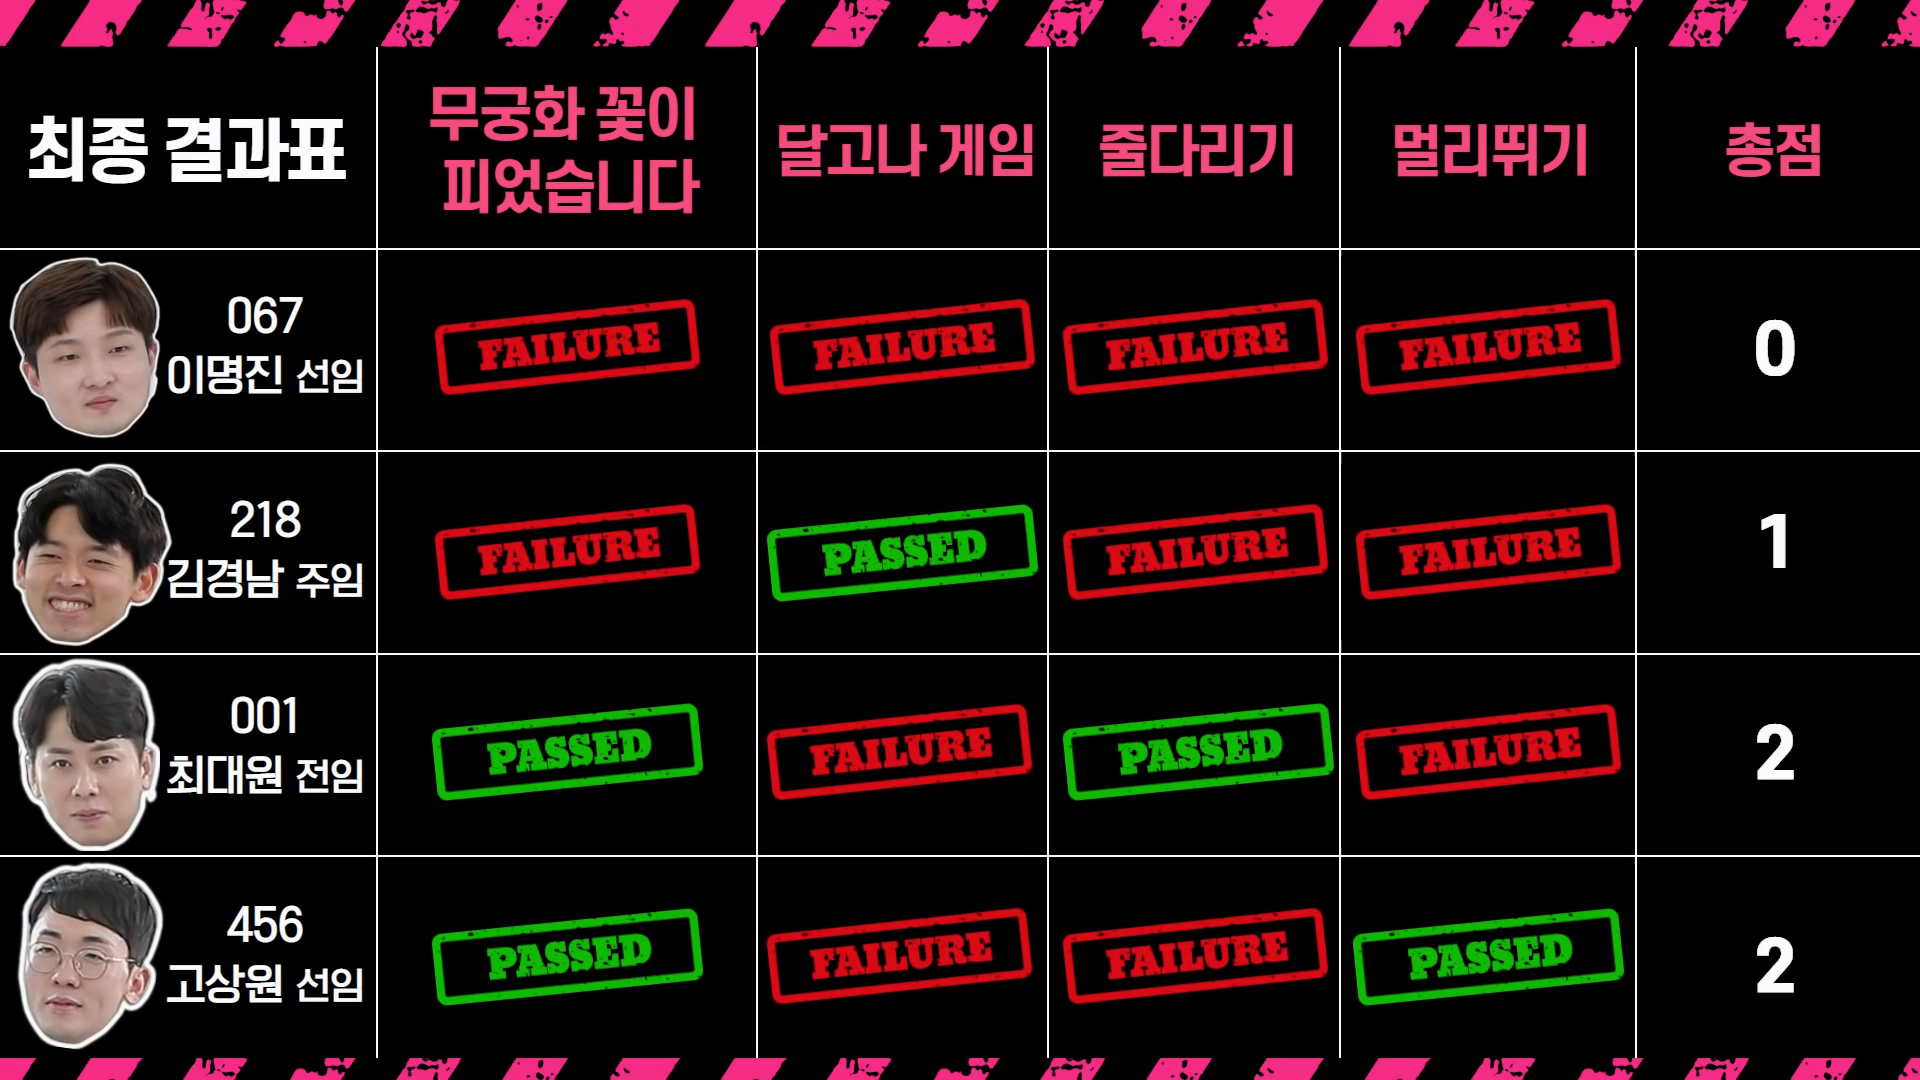 최종 결과표
무궁화 꽃이
피었습니다
달고나 게임
줄다리기
멀리뛰기
총점
067
이명진 선임
FAILURE
FAILURE
FAILURE
FAILURE
0
218
김경남 주임
FAILURE
PASSED
FAILURE
FAILURE
1
001
최대원 전임
PASSED
FAILURE
PASSED
FAILURE
2
456
고상원 선임
PASSED
FAILURE
FAILURE
PASSED
2